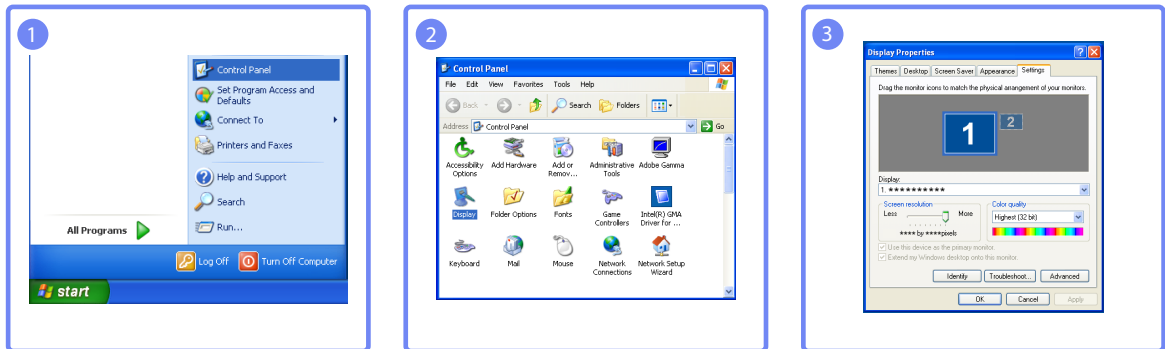 1
Control Panel
Set Program Access and
Defaults
Connect To
Printers and Faxes
Help and Support
Search
Run...
All Programs
Log Off
Turn Off Computer
start
2
Control Panel
File Edit View Favorites Tools Help
Back Search Folders
Address Control Panel Go
Accessibility
Options
Add Hardware
Add or
Remov...
Administrative
Tools
Adobe Gamma
Display
Folder Options
Fonts
Game
Controllers
Intel(R) GMA
Driver for ...
Keyboard
Mail
Mouse
Network
Connections
Network Setup
Wizard
3
Display Properties
Themes Desktop Screen Saver Appearance Settings
Drag the monitor icons to match the physical arrangement of your monitors.
1 2
Display:
1. **********
Screen resolution
Less More
**** by ****pixels
Color quality
Highest (32 bit)
Use this device as the primary monitor.
Extend my Windows desktop onto this monitor.
Identify Troubleshoot... Advanced
OK Cancel Apply